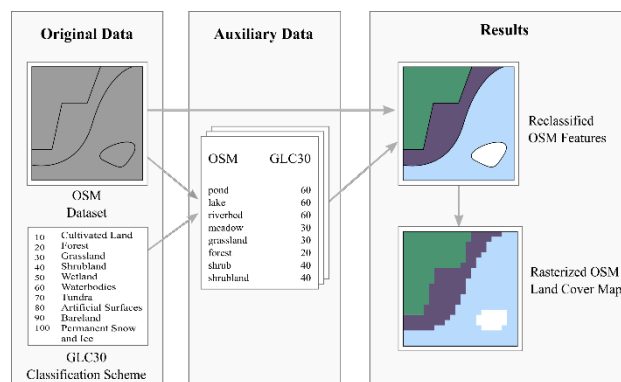 Original Data
OSM
Dataset
10 Cultivated Land
20 Forest
30 Grassland
40 Shrubland
50 Wetland
60 Waterbodies
70 Tundra
80 Artificial Surfaces
90 Bareland
100 Permanent Snow
and Ice
GLC30
Classification Scheme
Auxiliary Data
OSM GLC30
pond 60
lake 60
riverbed 60
meadow 30
grassland 30
forest 20
shrub 40
shrubland 40
Results
Reclassified
OSM Features
Rasterized OSM
Land Cover Map